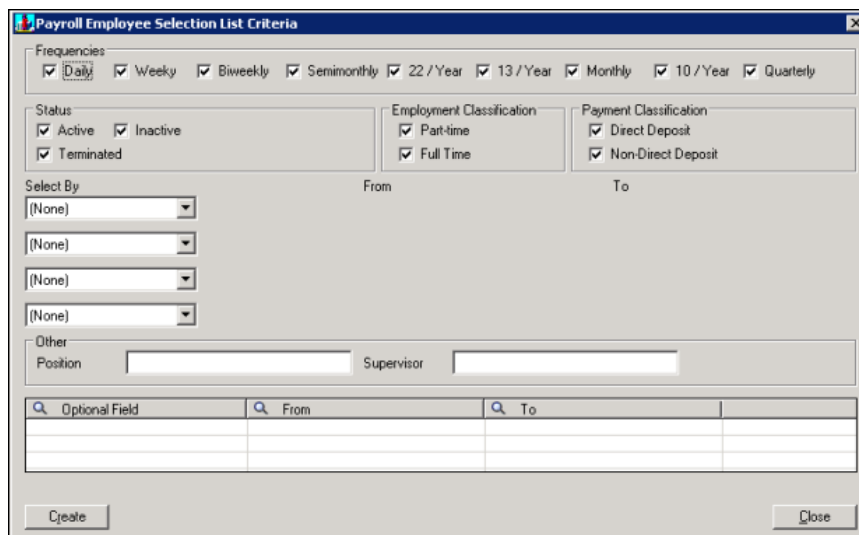 Payroll Employee Selection List Criteria
Frequencies
Daily Weeky Biweekly Semimonthly 22 / Year 13 / Year Monthly 10 / Year Quarterly
Status Employment Classification Payment Classification
Active Inactive Part-time Direct Deposit
Terminated Full Time Non-Direct Deposit
Select By From To
(None)
(None)
(None)
(None)
Other
Position Supervisor
Optional Field From To
Create Close